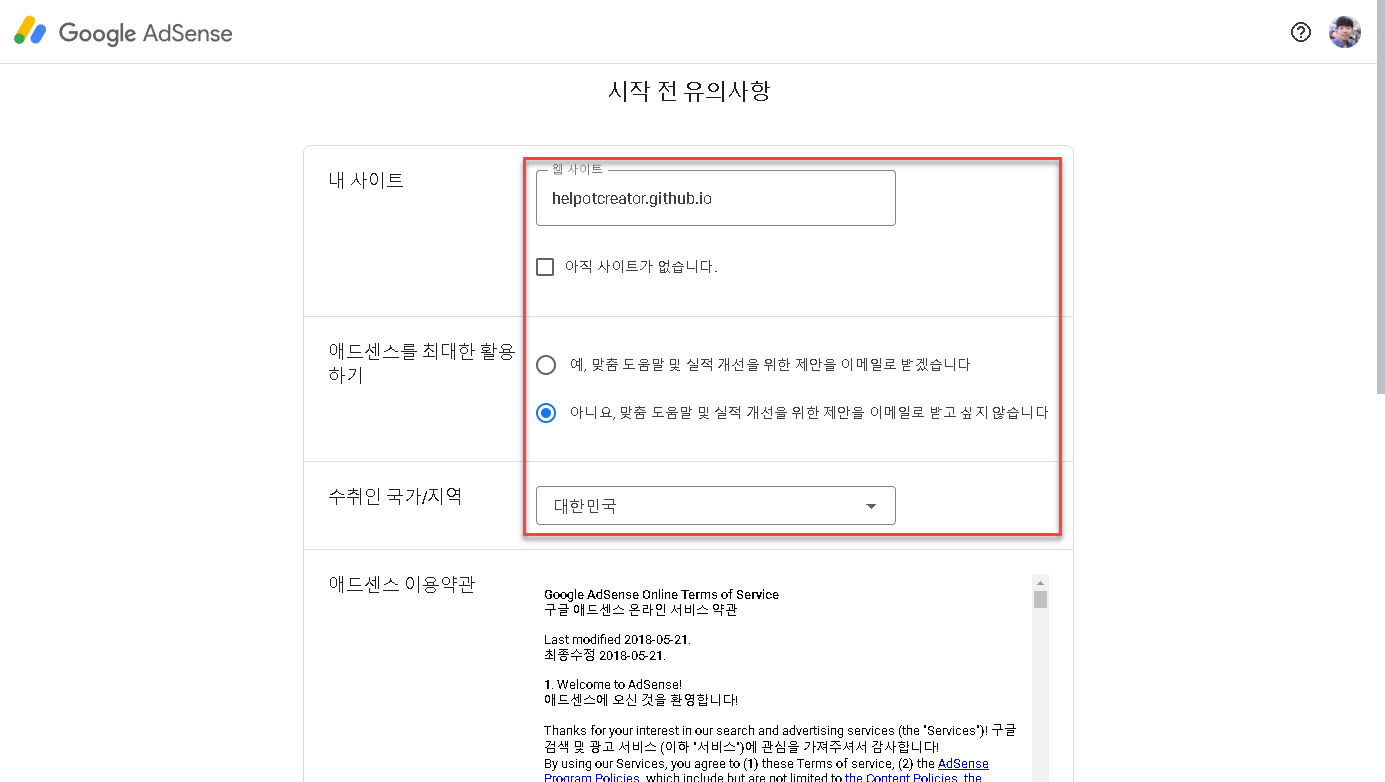 Google AdSense
시작 전 유의사항
내 사이트
웹 사이트
helpotcreator.github.io
아직 사이트가 없습니다.
애드센스를 최대한 활용
하기
예, 맞춤 도움말 및 실적 개선을 위한 제안을 이메일로 받겠습니다
아니요, 맞춤 도움말 및 실적 개선을 위한 제안을 이메일로 받고 싶지 않습니다
수취인 국가/지역
대한민국
애드센스 이용약관
Google AdSense Online Terms of Service
구글 애드센스 온라인 서비스 약관
Last modified 2018-05-21.
최종수정 2018-05-21.
1. Welcome to AdSense!
애드센스에 오신 것을 환영합니다!
Thanks for your interest in our search and advertising services (the "Services")! 구글
검색 및 광고 서비스 (이하 "서비스")에 관심을 가져주셔서 감사합니다!
By using our Services, you agree to (1) these Terms of service, (2) the AdSense
Program Policies, which include but are not limited to the Content Policies, the